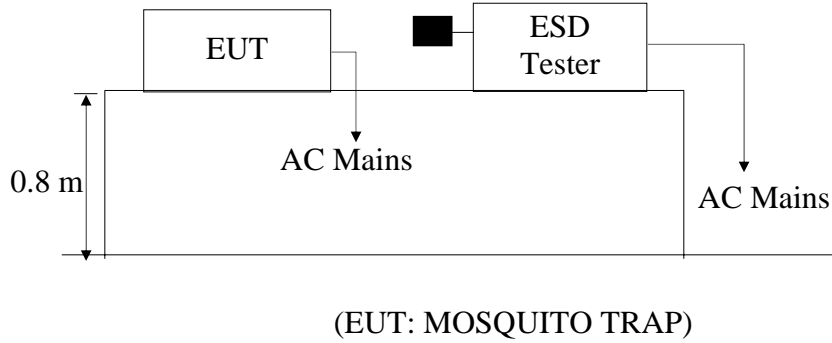 EUT
ESD
Tester
AC Mains
0.8 m
AC Mains
(EUT: MOSQUITO TRAP)